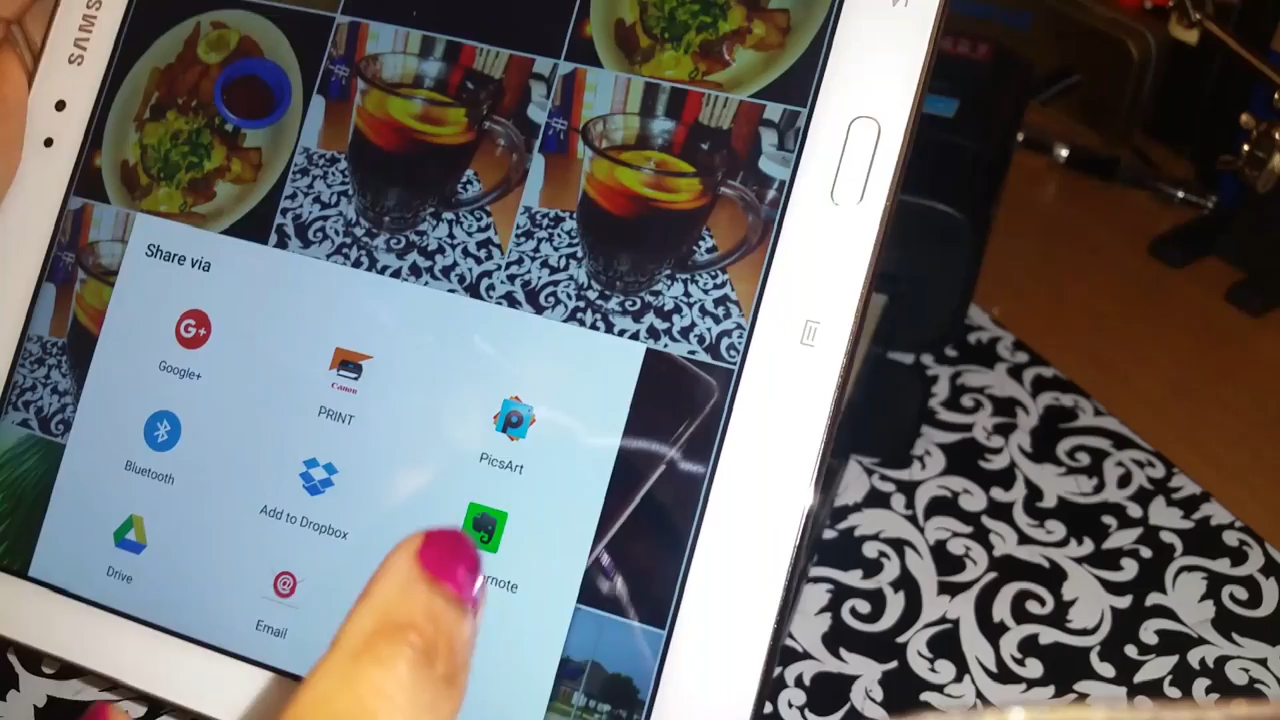 SAMS
Share via
Google+
Canon
PRINT
PicsArt
Bluetooth
Add to Dropbox
rnote
Drive
Email